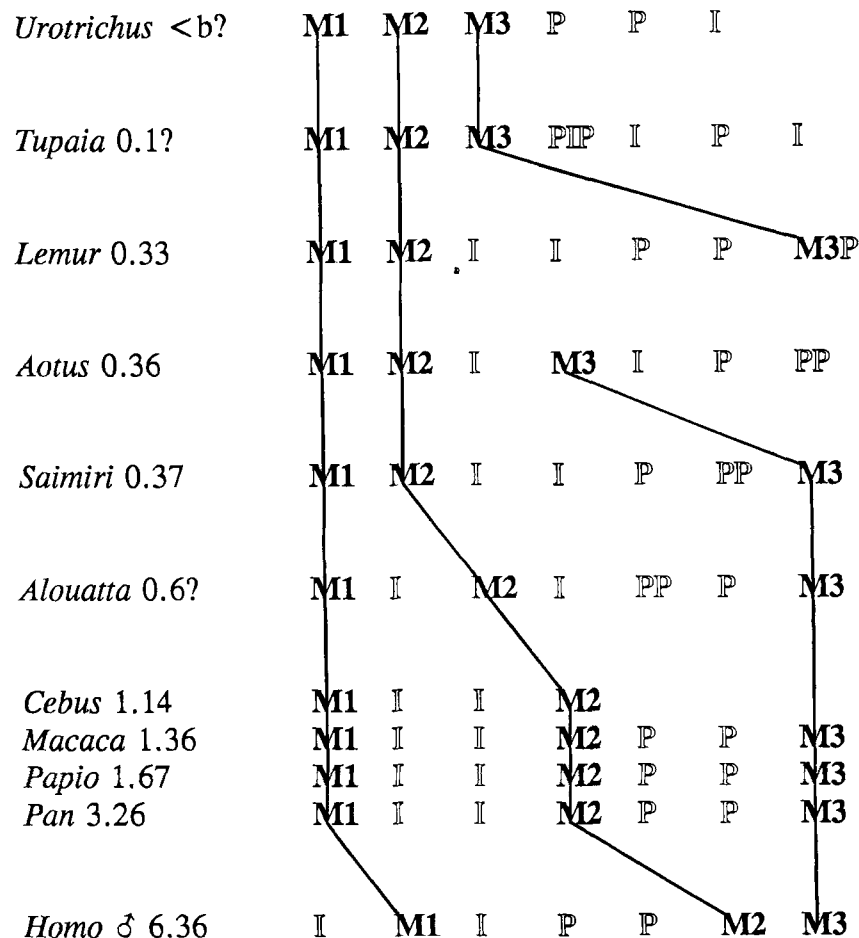 Urotrichus <b? M1 M2 M3 P P I
Tupaia 0.1? M1 M2 M3 PIP I P I
Lemur 0.33 M1 M2 I I P P M3P
Aotus 0.36 M1 M2 I M3 I P PP
Saimiri 0.37 M1 M2 I I P PP M3
Alouatta 0.6? M1 I M2 I PP P M3
Cebus 1.14 M1 I I M2
Macaca 1.36 M1 I I M2 P P M3
Papio 1.67 M1 I I M2 P P M3
Pan 3.26 M1 I I M2 P P M3
Homo ♂ 6.36 I M1 I P P M2 M3